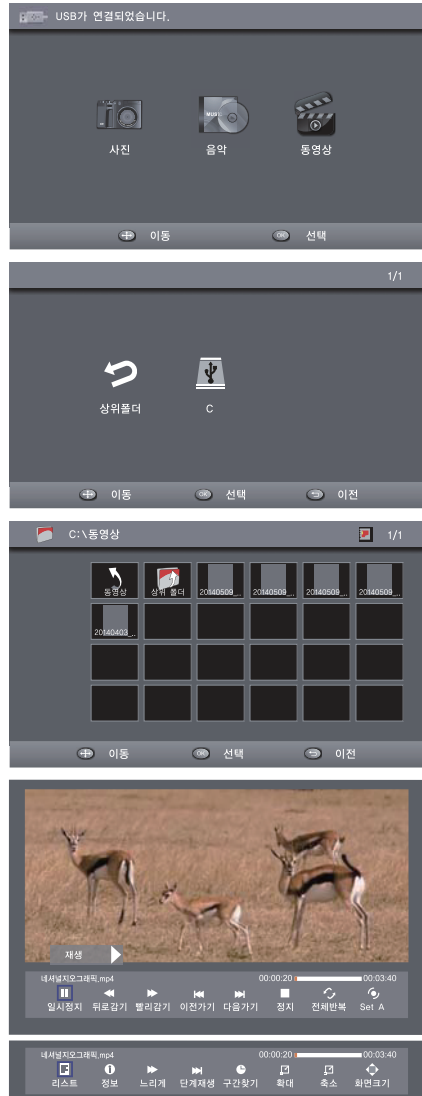 USB가 연결되었습니다.
MUSIC
사진 음악 동영상
이동 OK 선택
1/1
상위폴더 C
이동 OK 선택 이전
C:\동영상 1/1
동영상 상위 폴더 20140509_... 20140509_... 20140509_... 20140509_...
20140403_...
이동 OK 선택 이전
재생
네셔널지오그래픽.mp4 00:00:20 00:03:40
일시정지 뒤로감기 빨리감기 이전가기 다음가기 정지 전체반복 Set A
네셔널지오그래픽.mp4 00:00:20 00:03:40
리스트 정보 느리게 단계재생 구간찾기 확대 축소 화면크기